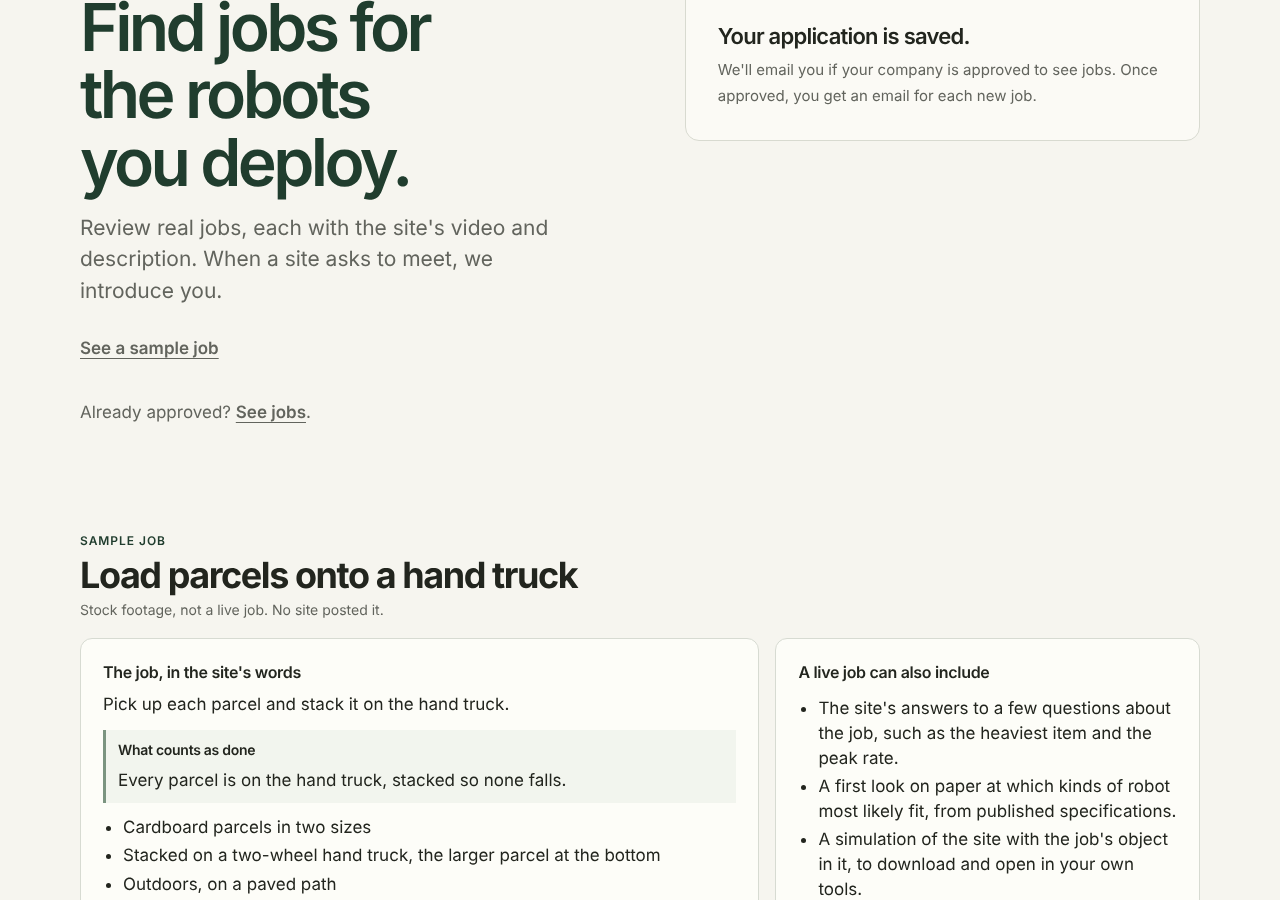 Find jobs for
the robots
you deploy.
Review real jobs, each with the site's video and
description. When a site asks to meet, we
introduce you.
See a sample job
Already approved? See jobs.
Your application is saved.
We'll email you if your company is approved to see jobs. Once
approved, you get an email for each new job.
SAMPLE JOB
Load parcels onto a hand truck
Stock footage, not a live job. No site posted it.
The job, in the site's words
Pick up each parcel and stack it on the hand truck.
What counts as done
Every parcel is on the hand truck, stacked so none falls.
• Cardboard parcels in two sizes
• Stacked on a two-wheel hand truck, the larger parcel at the bottom
• Outdoors, on a paved path
A live job can also include
• The site's answers to a few questions about
the job, such as the heaviest item and the
peak rate.
• A first look on paper at which kinds of robot
most likely fit, from published specifications.
• A simulation of the site with the job's object
in it, to download and open in your own
tools.